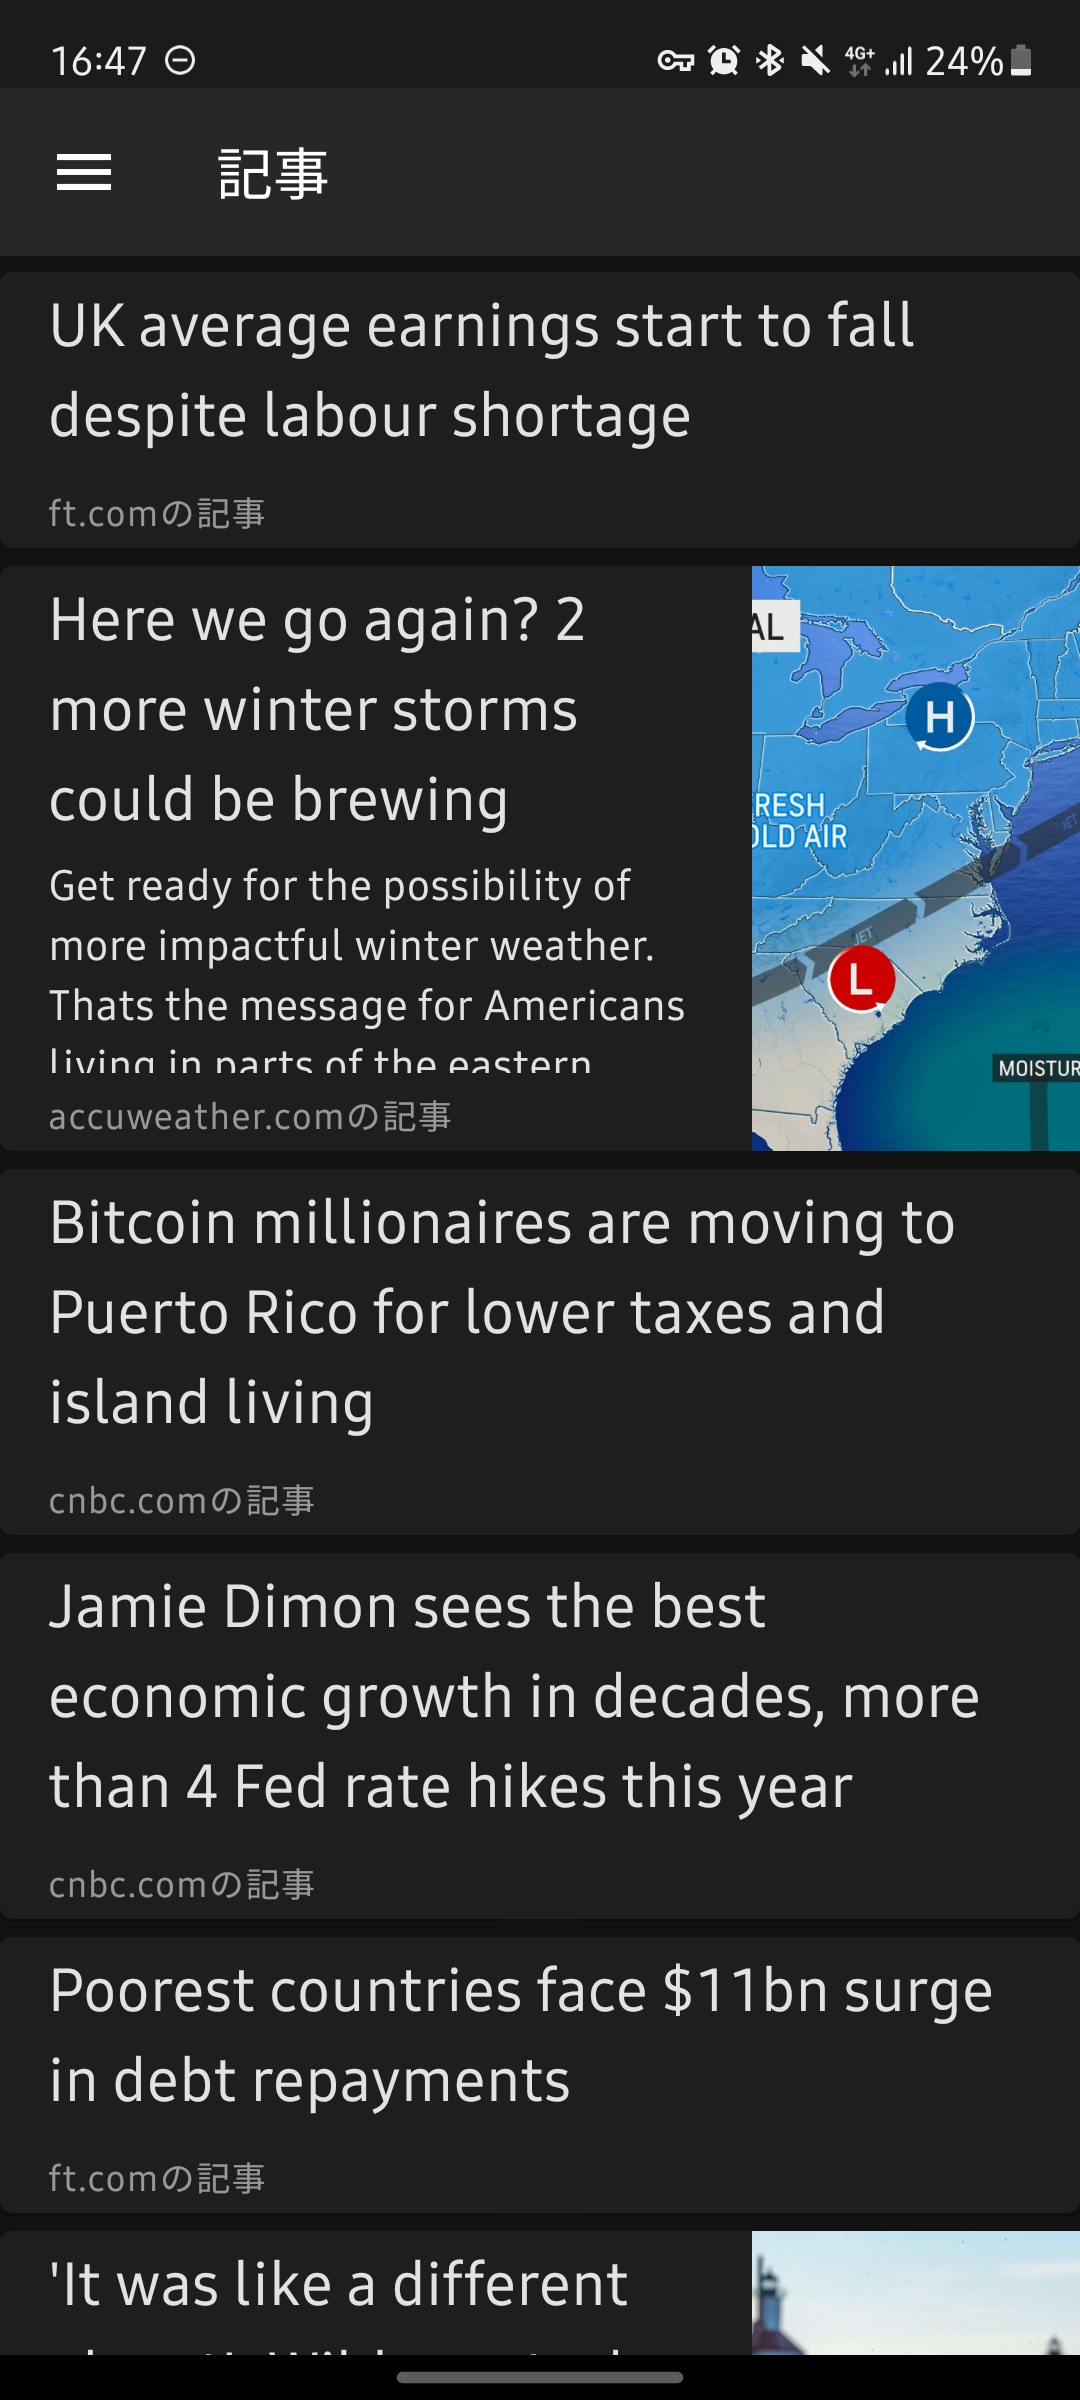 16:47 4G+ 24%
記事
UK average earnings start to fall
despite labour shortage
ft.comの記事
Here we go again? 2
more winter storms
could be brewing
Get ready for the possibility of
more impactful winter weather.
Thats the message for Americans
living in parts of the eastern
accuweather.comの記事
AL
H
RESH
OLD AIR
JET
JET
L
MOISTUR
Bitcoin millionaires are moving to
Puerto Rico for lower taxes and
island living
cnbc.comの記事
Jamie Dimon sees the best
economic growth in decades, more
than 4 Fed rate hikes this year
cnbc.comの記事
Poorest countries face $11bn surge
in debt repayments
ft.comの記事
'It was like a different